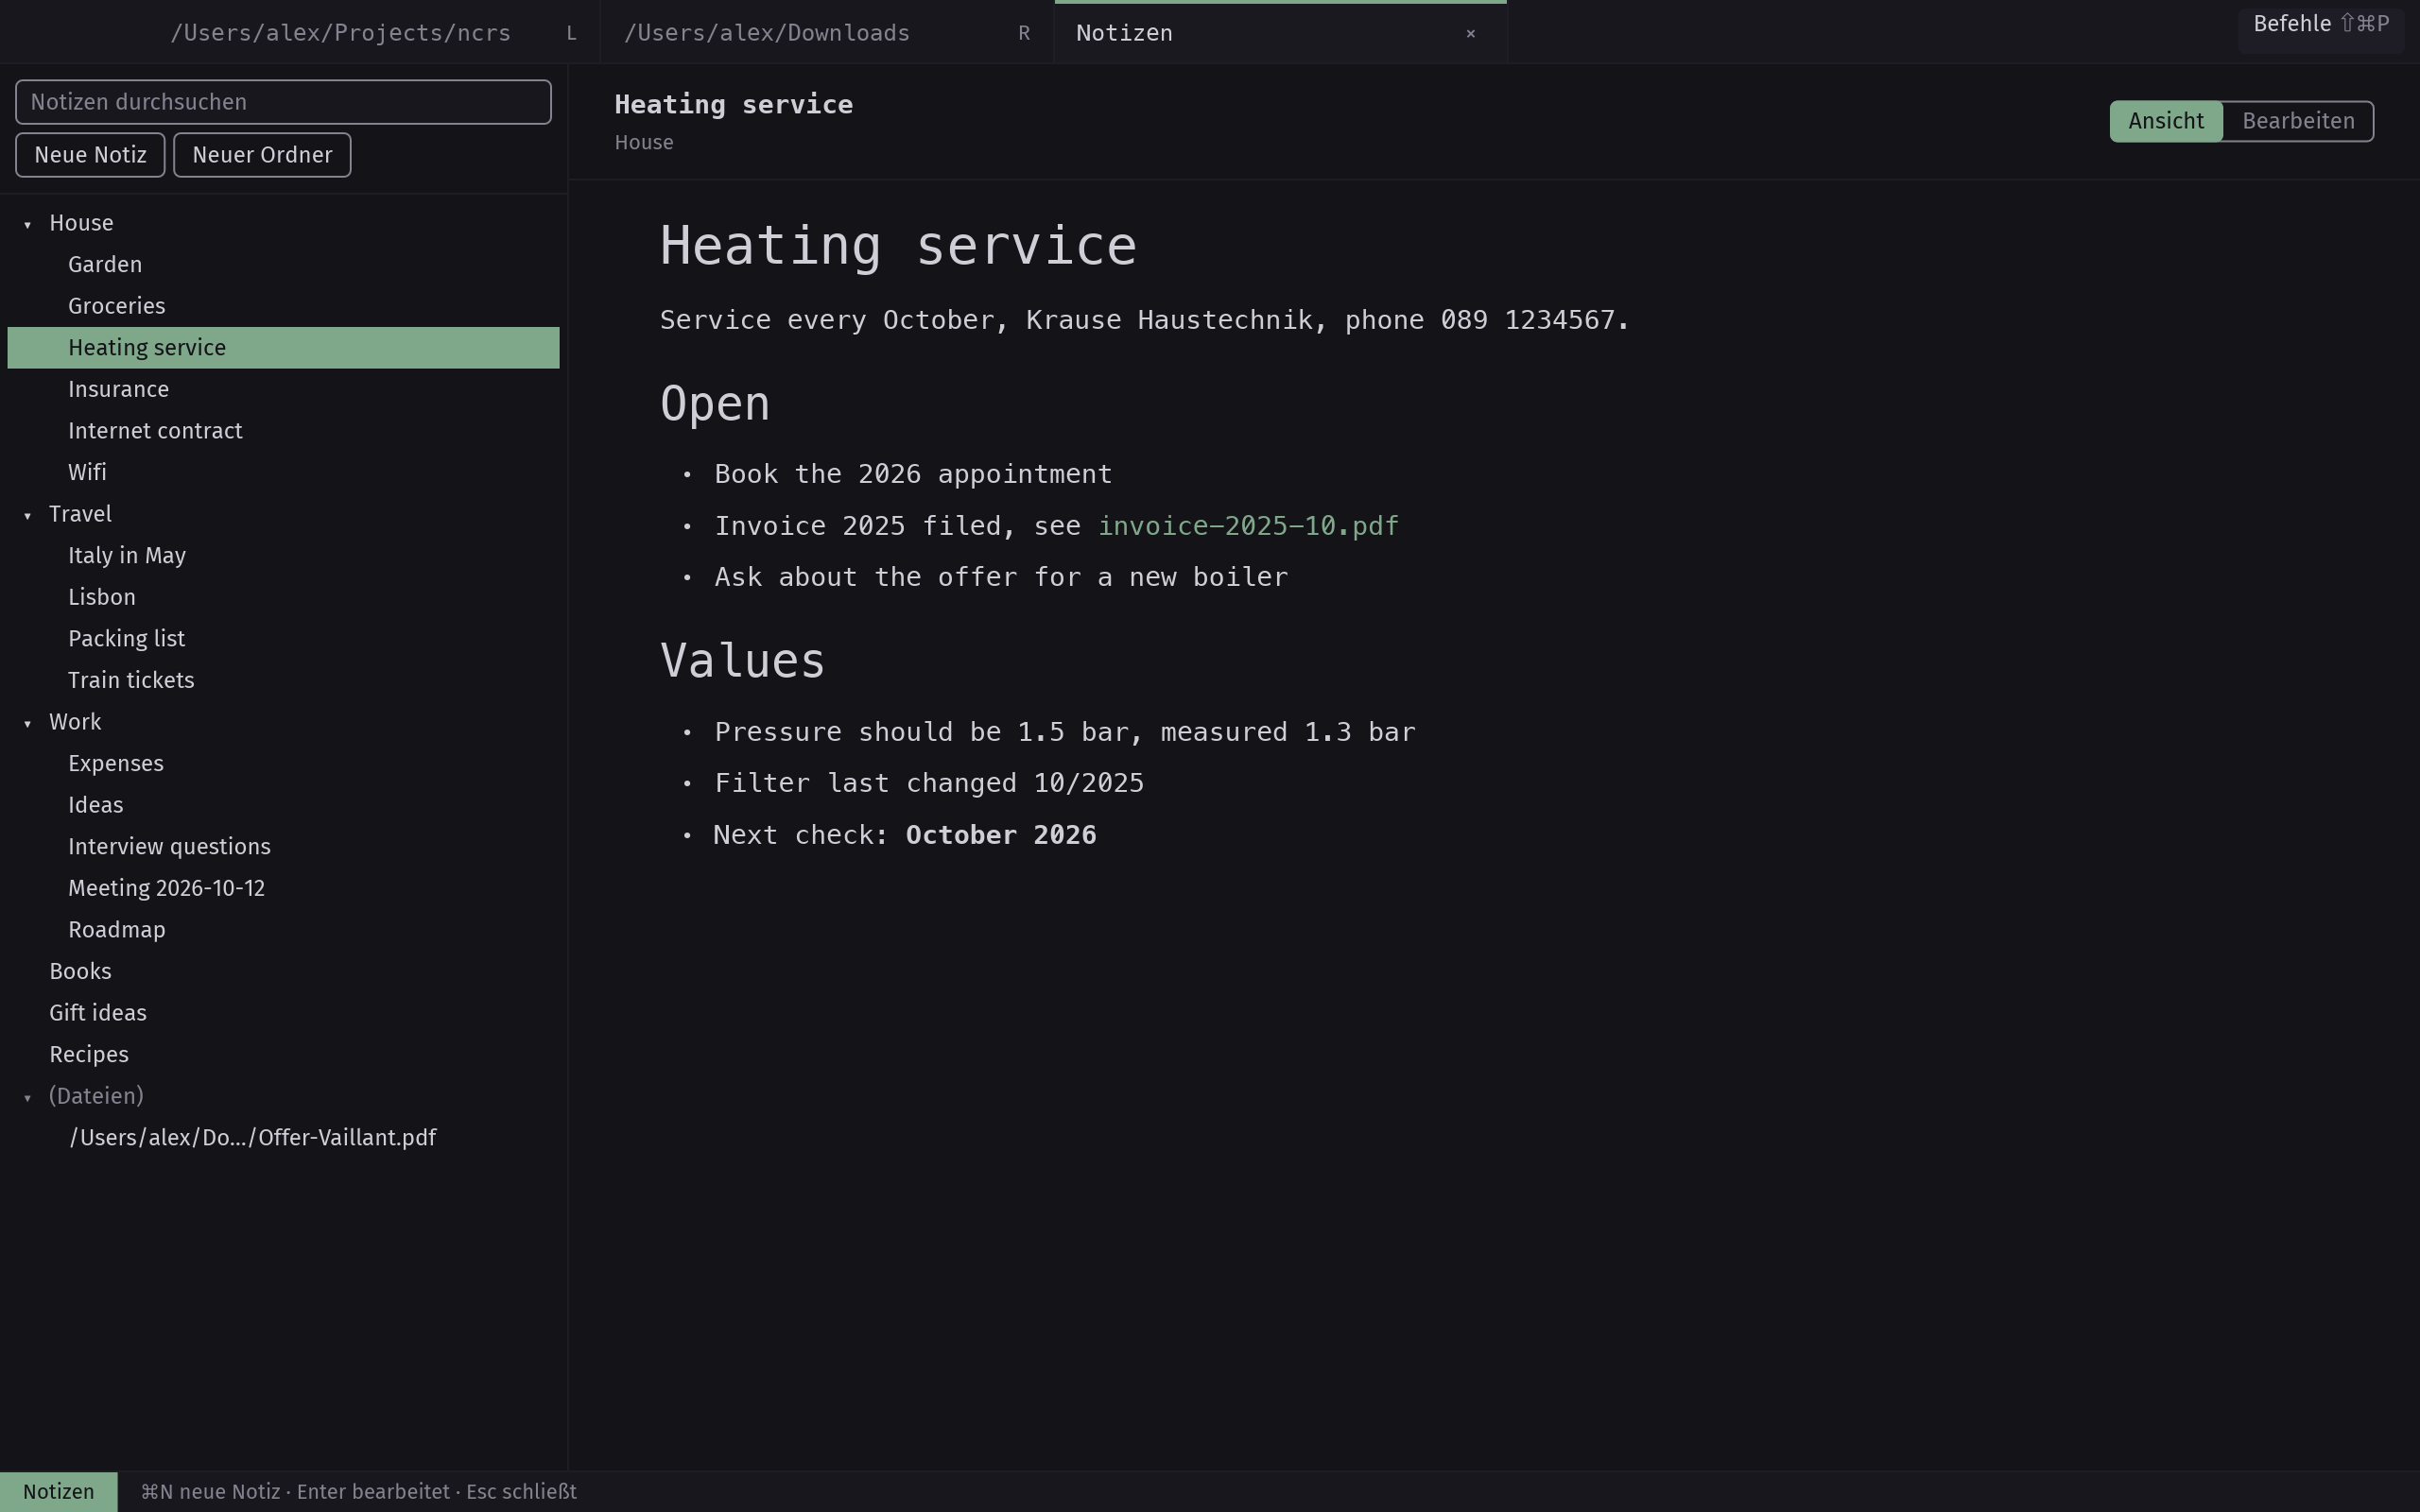 /Users/alex/Projects/ncrs L /Users/alex/Downloads R Notizen × Befehle ⇧⌘P
Notizen durchsuchen
Neue Notiz Neuer Ordner
▾ House
Garden
Groceries
Heating service
Insurance
Internet contract
Wifi
▾ Travel
Italy in May
Lisbon
Packing list
Train tickets
▾ Work
Expenses
Ideas
Interview questions
Meeting 2026-10-12
Roadmap
Books
Gift ideas
Recipes
▾ (Dateien)
/Users/alex/Do…/Offer-Vaillant.pdf
Heating service
House
Ansicht Bearbeiten
Heating service
Service every October, Krause Haustechnik, phone 089 1234567.
Open
• Book the 2026 appointment
• Invoice 2025 filed, see invoice-2025-10.pdf
• Ask about the offer for a new boiler
Values
• Pressure should be 1.5 bar, measured 1.3 bar
• Filter last changed 10/2025
• Next check: October 2026
Notizen ⌘N neue Notiz · Enter bearbeitet · Esc schließt